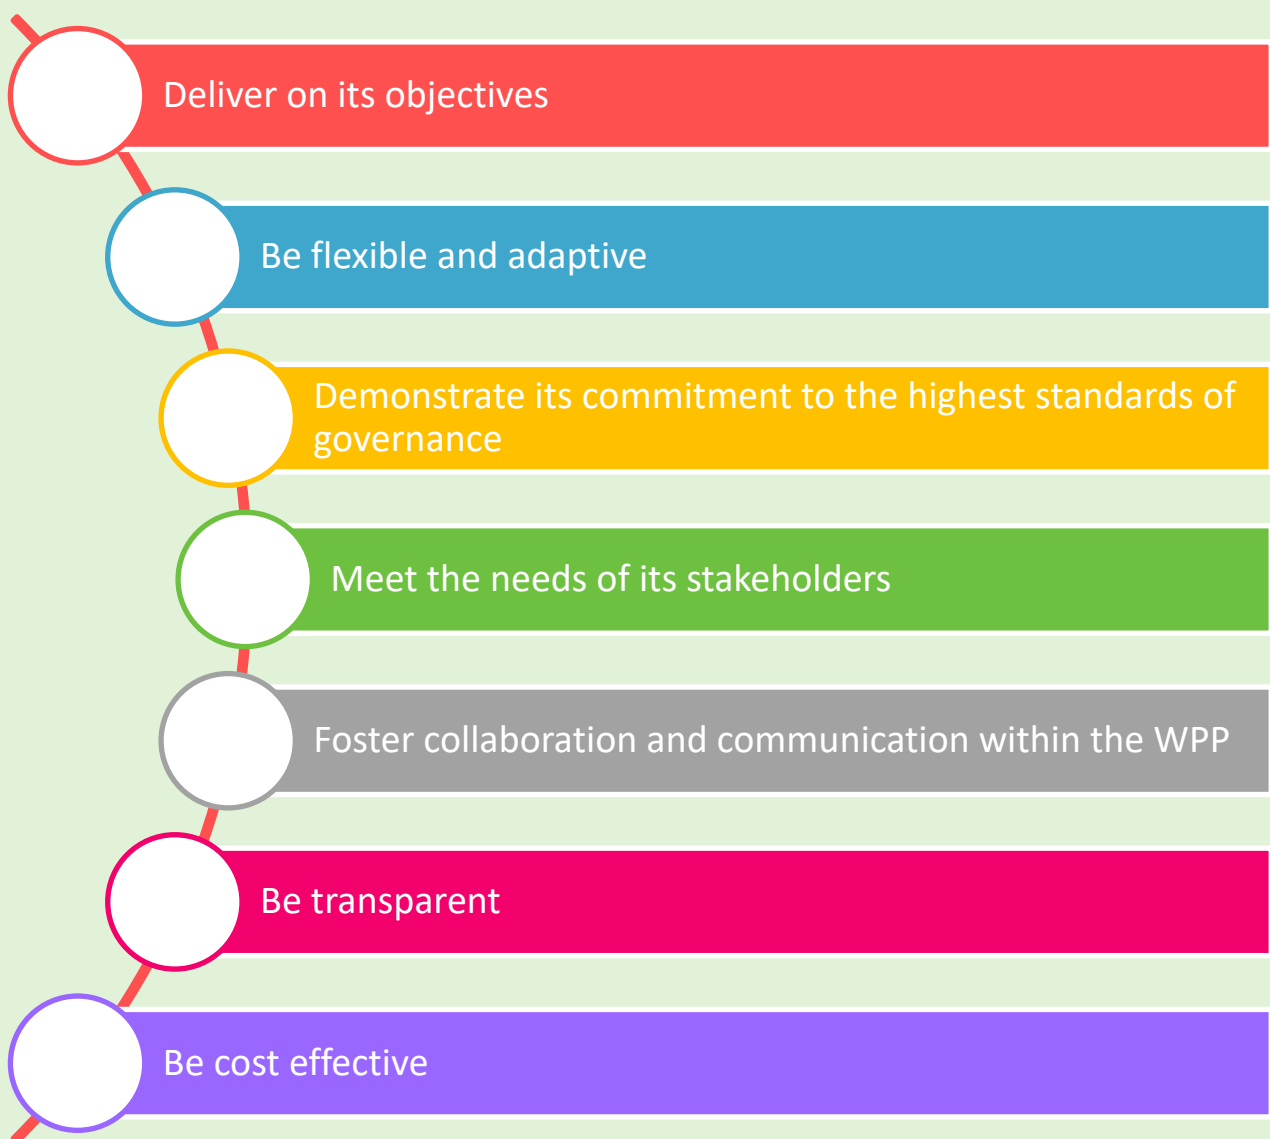 Deliver on its objectives
Be flexible and adaptive
Demonstrate its commitment to the highest standards of
governance
Meet the needs of its stakeholders
Foster collaboration and communication within the WPP
Be transparent
Be cost effective